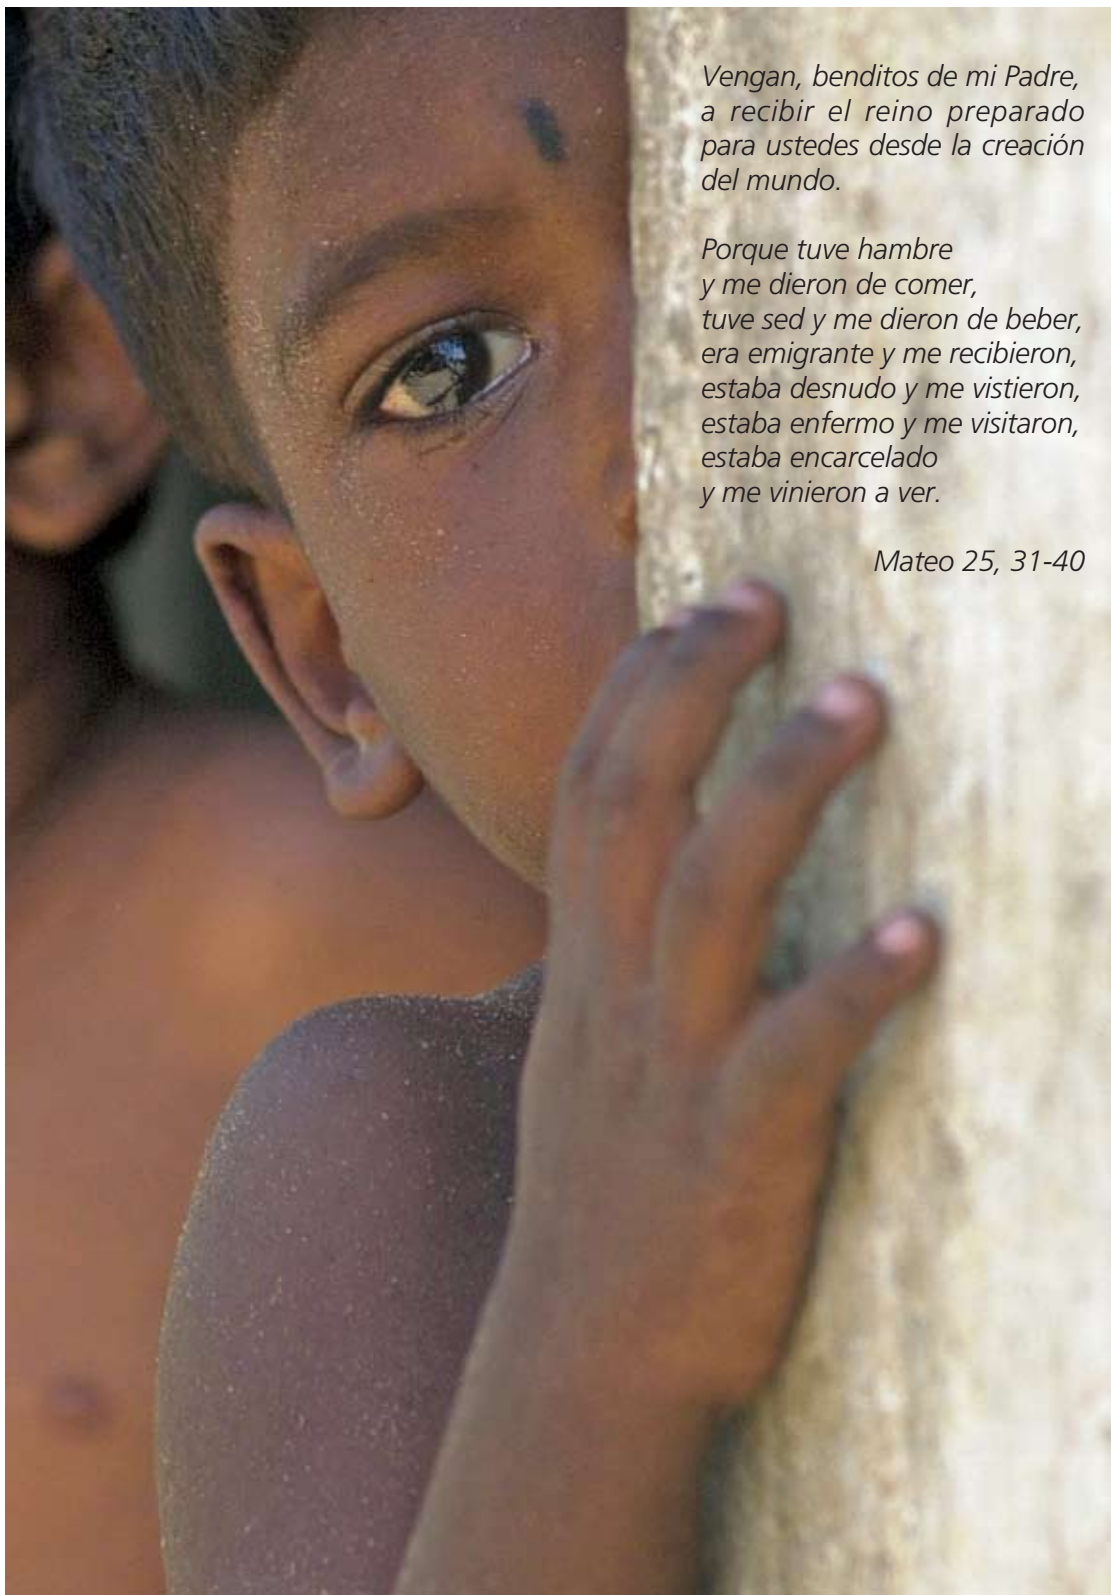 Vengan, benditos de mi Padre,
a recibir el reino preparado
para ustedes desde la creación
del mundo.
Porque tuve hambre
y me dieron de comer,
tuve sed y me dieron de beber,
era emigrante y me recibieron,
estaba desnudo y me vistieron,
estaba enfermo y me visitaron,
estaba encarcelado
y me vinieron a ver.
Mateo 25, 31-40